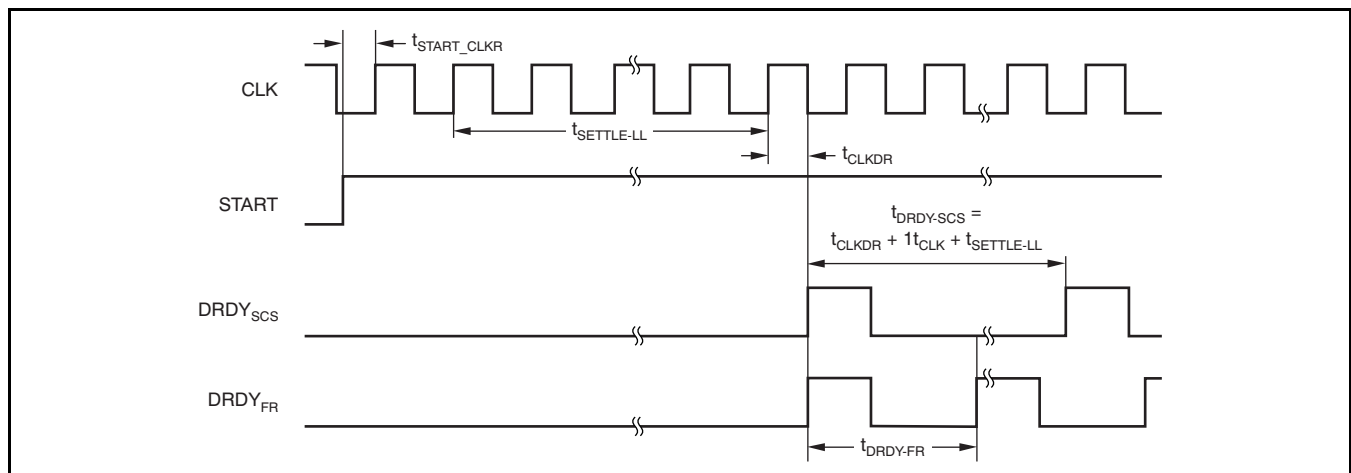 tSTART_CLKR
CLK
tSETTLE-LL
tCLKDR
START
tDRDY-SCS =
tCLKDR + 1tCLK + tSETTLE-LL
DRDYSCS
DRDYFR
tDRDY-FR